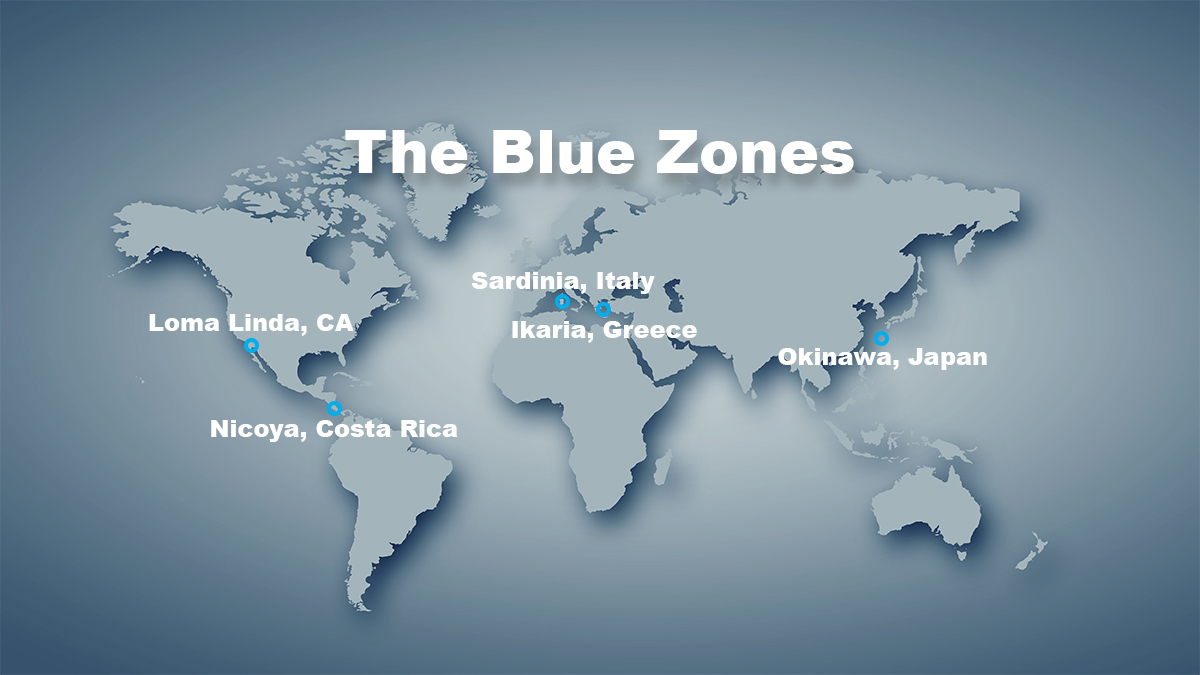 The Blue Zones
Sardinia, Italy
Loma Linda, CA
Ikaria, Greece
Okinawa, Japan
Nicoya, Costa Rica